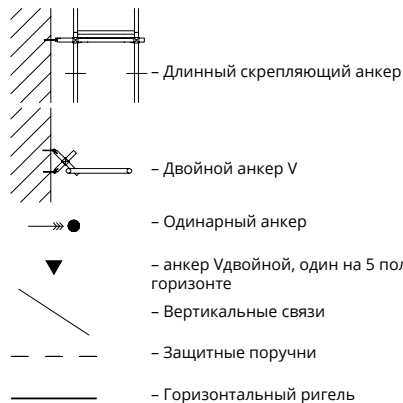 – Длинный скрепляющий анкер
– Двойной анкер V
– Одинарный анкер
– анкер Vдвойной, один на 5 пол
горизонте
– Вертикальные связи
– Защитные поручни
– Горизонтальный ригель